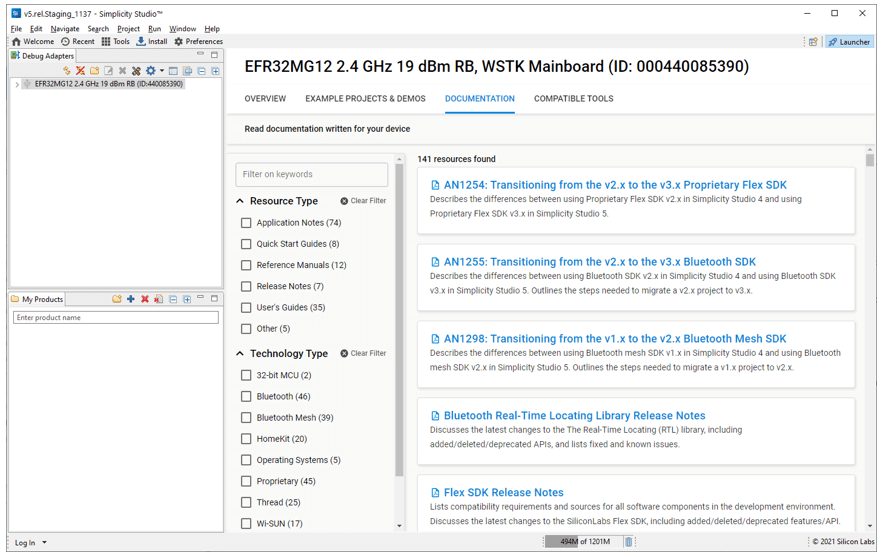 v5.rel.Staging_1137 - Simplicity Studio™
File Edit Navigate Search Project Run Window Help
Welcome Recent Tools Install Preferences
Launcher
Debug Adapters
EFR32MG12 2.4 GHz 19 dBm RB (ID:440085390)
My Products
Enter product name
EFR32MG12 2.4 GHz 19 dBm RB, WSTK Mainboard (ID: 000440085390)
OVERVIEW EXAMPLE PROJECTS & DEMOS DOCUMENTATION COMPATIBLE TOOLS
Read documentation written for your device
Filter on keywords
Resource Type Clear Filter
Application Notes (74)
Quick Start Guides (8)
Reference Manuals (12)
Release Notes (7)
User's Guides (35)
Other (5)
Technology Type Clear Filter
32-bit MCU (2)
Bluetooth (46)
Bluetooth Mesh (39)
HomeKit (20)
Operating Systems (5)
Proprietary (45)
Thread (25)
Wi-SUN (17)
141 resources found
AN1254: Transitioning from the v2.x to the v3.x Proprietary Flex SDK
Describes the differences between using Proprietary Flex SDK v2.x in Simplicity Studio 4 and using
Proprietary Flex SDK v3.x in Simplicity Studio 5.
AN1255: Transitioning from the v2.x to the v3.x Bluetooth SDK
Describes the differences between using Bluetooth SDK v2.x in Simplicity Studio 4 and using Bluetooth SDK
v3.x in Simplicity Studio 5. Outlines the steps needed to migrate a v2.x project to v3.x.
AN1298: Transitioning from the v1.x to the v2.x Bluetooth Mesh SDK
Describes the differences between using Bluetooth mesh SDK v1.x in Simplicity Studio 4 and using Bluetooth
mesh SDK v2.x in Simplicity Studio 5. Outlines the steps needed to migrate a v1.x project to v2.x.
Bluetooth Real-Time Locating Library Release Notes
Discusses the latest changes to the The Real-Time Locating (RTL) library, including
added/deleted/deprecated APIs, and lists fixed and known issues.
Flex SDK Release Notes
Lists compatibility requirements and sources for all software components in the development environment.
Discusses the latest changes to the SiliconLabs Flex SDK, including added/deleted/deprecated features/API.
Log In
494M of 1201M
© 2021 Silicon Labs